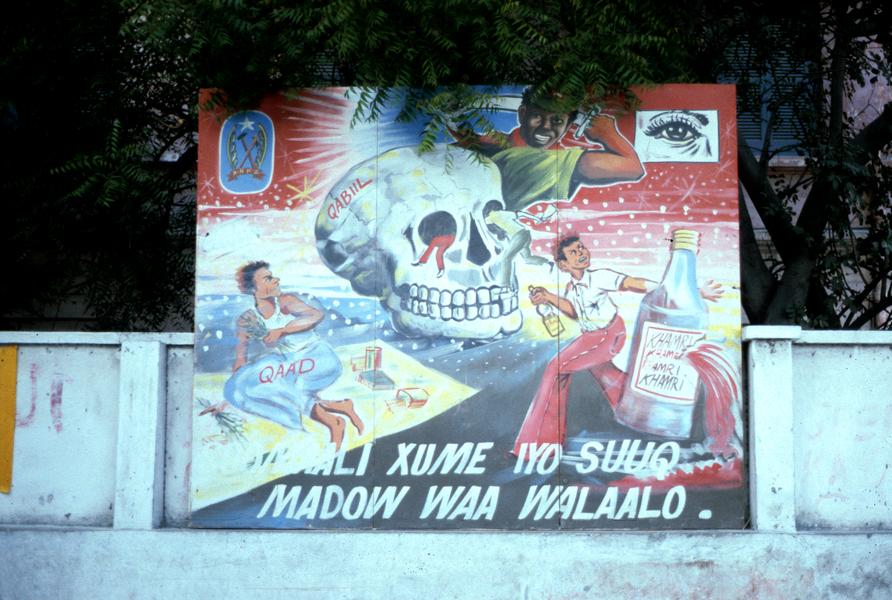 QABIIL
QAAD
KHAMRI
AMRI
KHAMRI
XUME IYO SUUQ
MADOW WAA WALAALO .